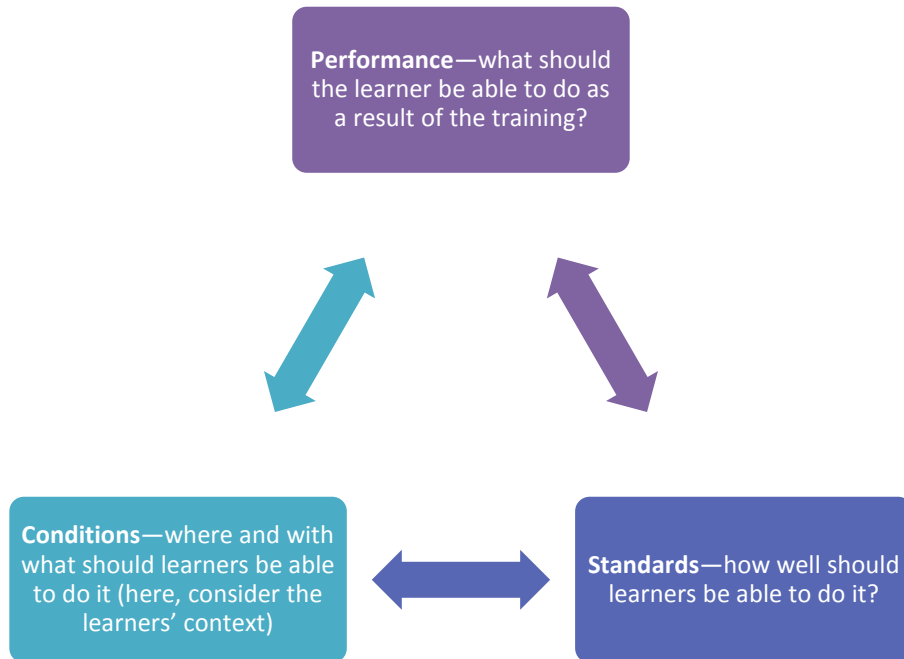 Performance—what should
the learner be able to do as
a result of the training?
Conditions—where and with
what should learners be able
to do it (here, consider the
learners’ context)
Standards—how well should
learners be able to do it?